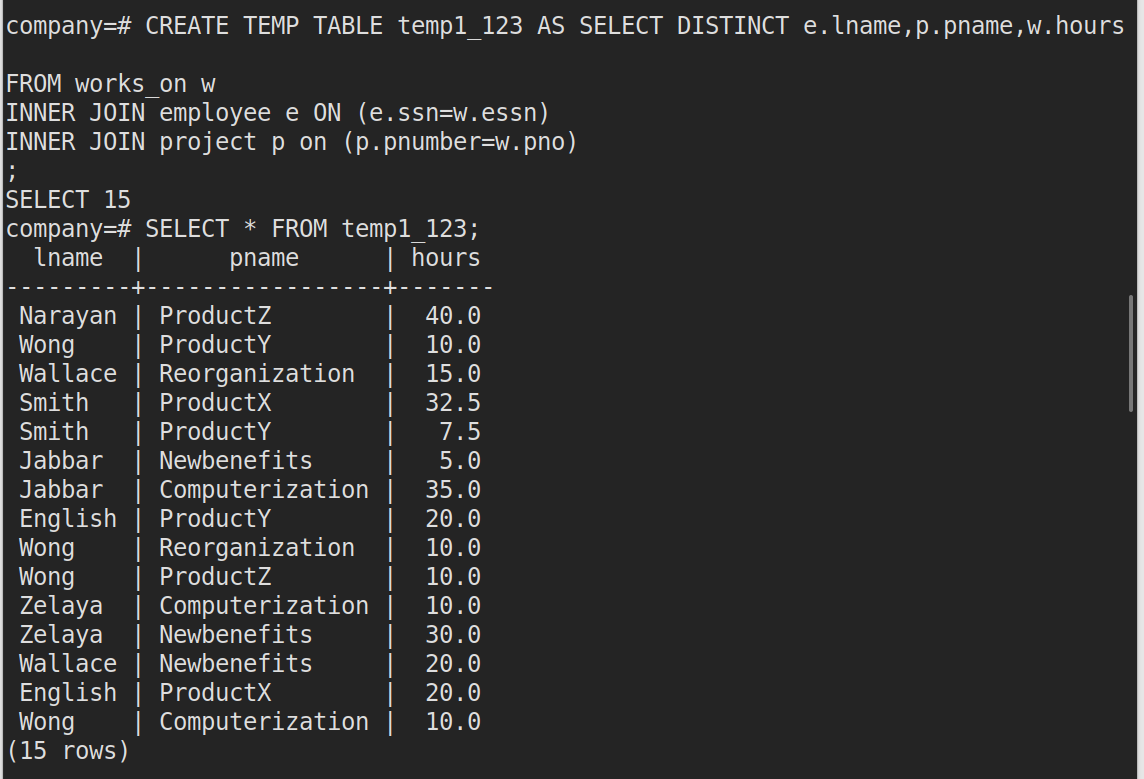 company=# CREATE TEMP TABLE temp1_123 AS SELECT DISTINCT e.lname,p.pname,w.hours
FROM works_on w
INNER JOIN employee e ON (e.ssn=w.essn)
INNER JOIN project p on (p.pnumber=w.pno)
;
SELECT 15
company=# SELECT * FROM temp1_123;
  lname  |      pname      | hours
---------+-----------------+-------
 Narayan | ProductZ        |  40.0
 Wong    | ProductY        |  10.0
 Wallace | Reorganization  |  15.0
 Smith   | ProductX        |  32.5
 Smith   | ProductY        |   7.5
 Jabbar  | Newbenefits     |   5.0
 Jabbar  | Computerization |  35.0
 English | ProductY        |  20.0
 Wong    | Reorganization  |  10.0
 Wong    | ProductZ        |  10.0
 Zelaya  | Computerization |  10.0
 Zelaya  | Newbenefits     |  30.0
 Wallace | Newbenefits     |  20.0
 English | ProductX        |  20.0
 Wong    | Computerization |  10.0
(15 rows)